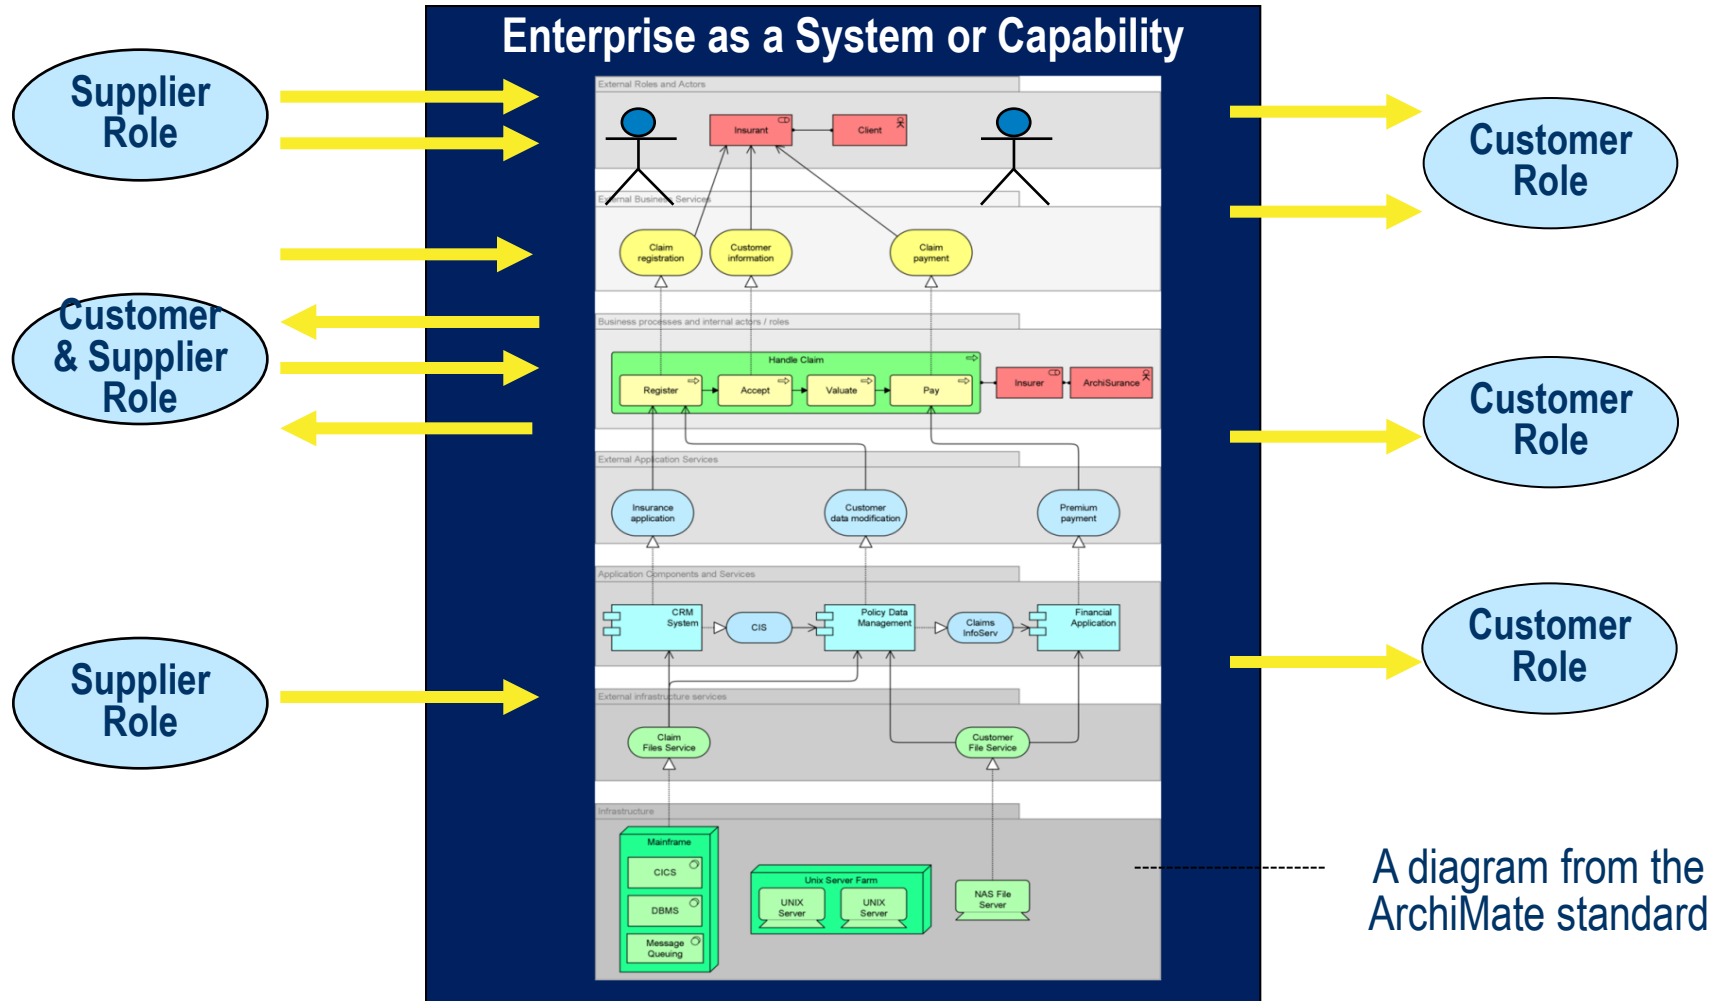 Enterprise as a System or Capability
Supplier
Role
Customer
& Supplier
Role
Supplier
Role
External Roles and Actors
Insurant
Client
External Business Services
Claim
registration
Customer
information
Claim
payment
Business processes and internal actors / roles
Handle Claim
Register
Accept
Valuate
Pay
Insurer
ArchiSurance
External Application Services
Insurance
application
Customer
data modification
Premium
payment
Application Components and Services
CRM
System
CIS
Policy Data
Management
Claims
InfoServ
Financial
Application
External infrastructure services
Claim
Files Service
Customer
File Service
Infrastructure
Mainframe
CICS
DBMS
Message
Queuing
Unix Server Farm
UNIX
Server
UNIX
Server
NAS File
Server
Customer
Role
Customer
Role
Customer
Role
A diagram from the
ArchiMate standard